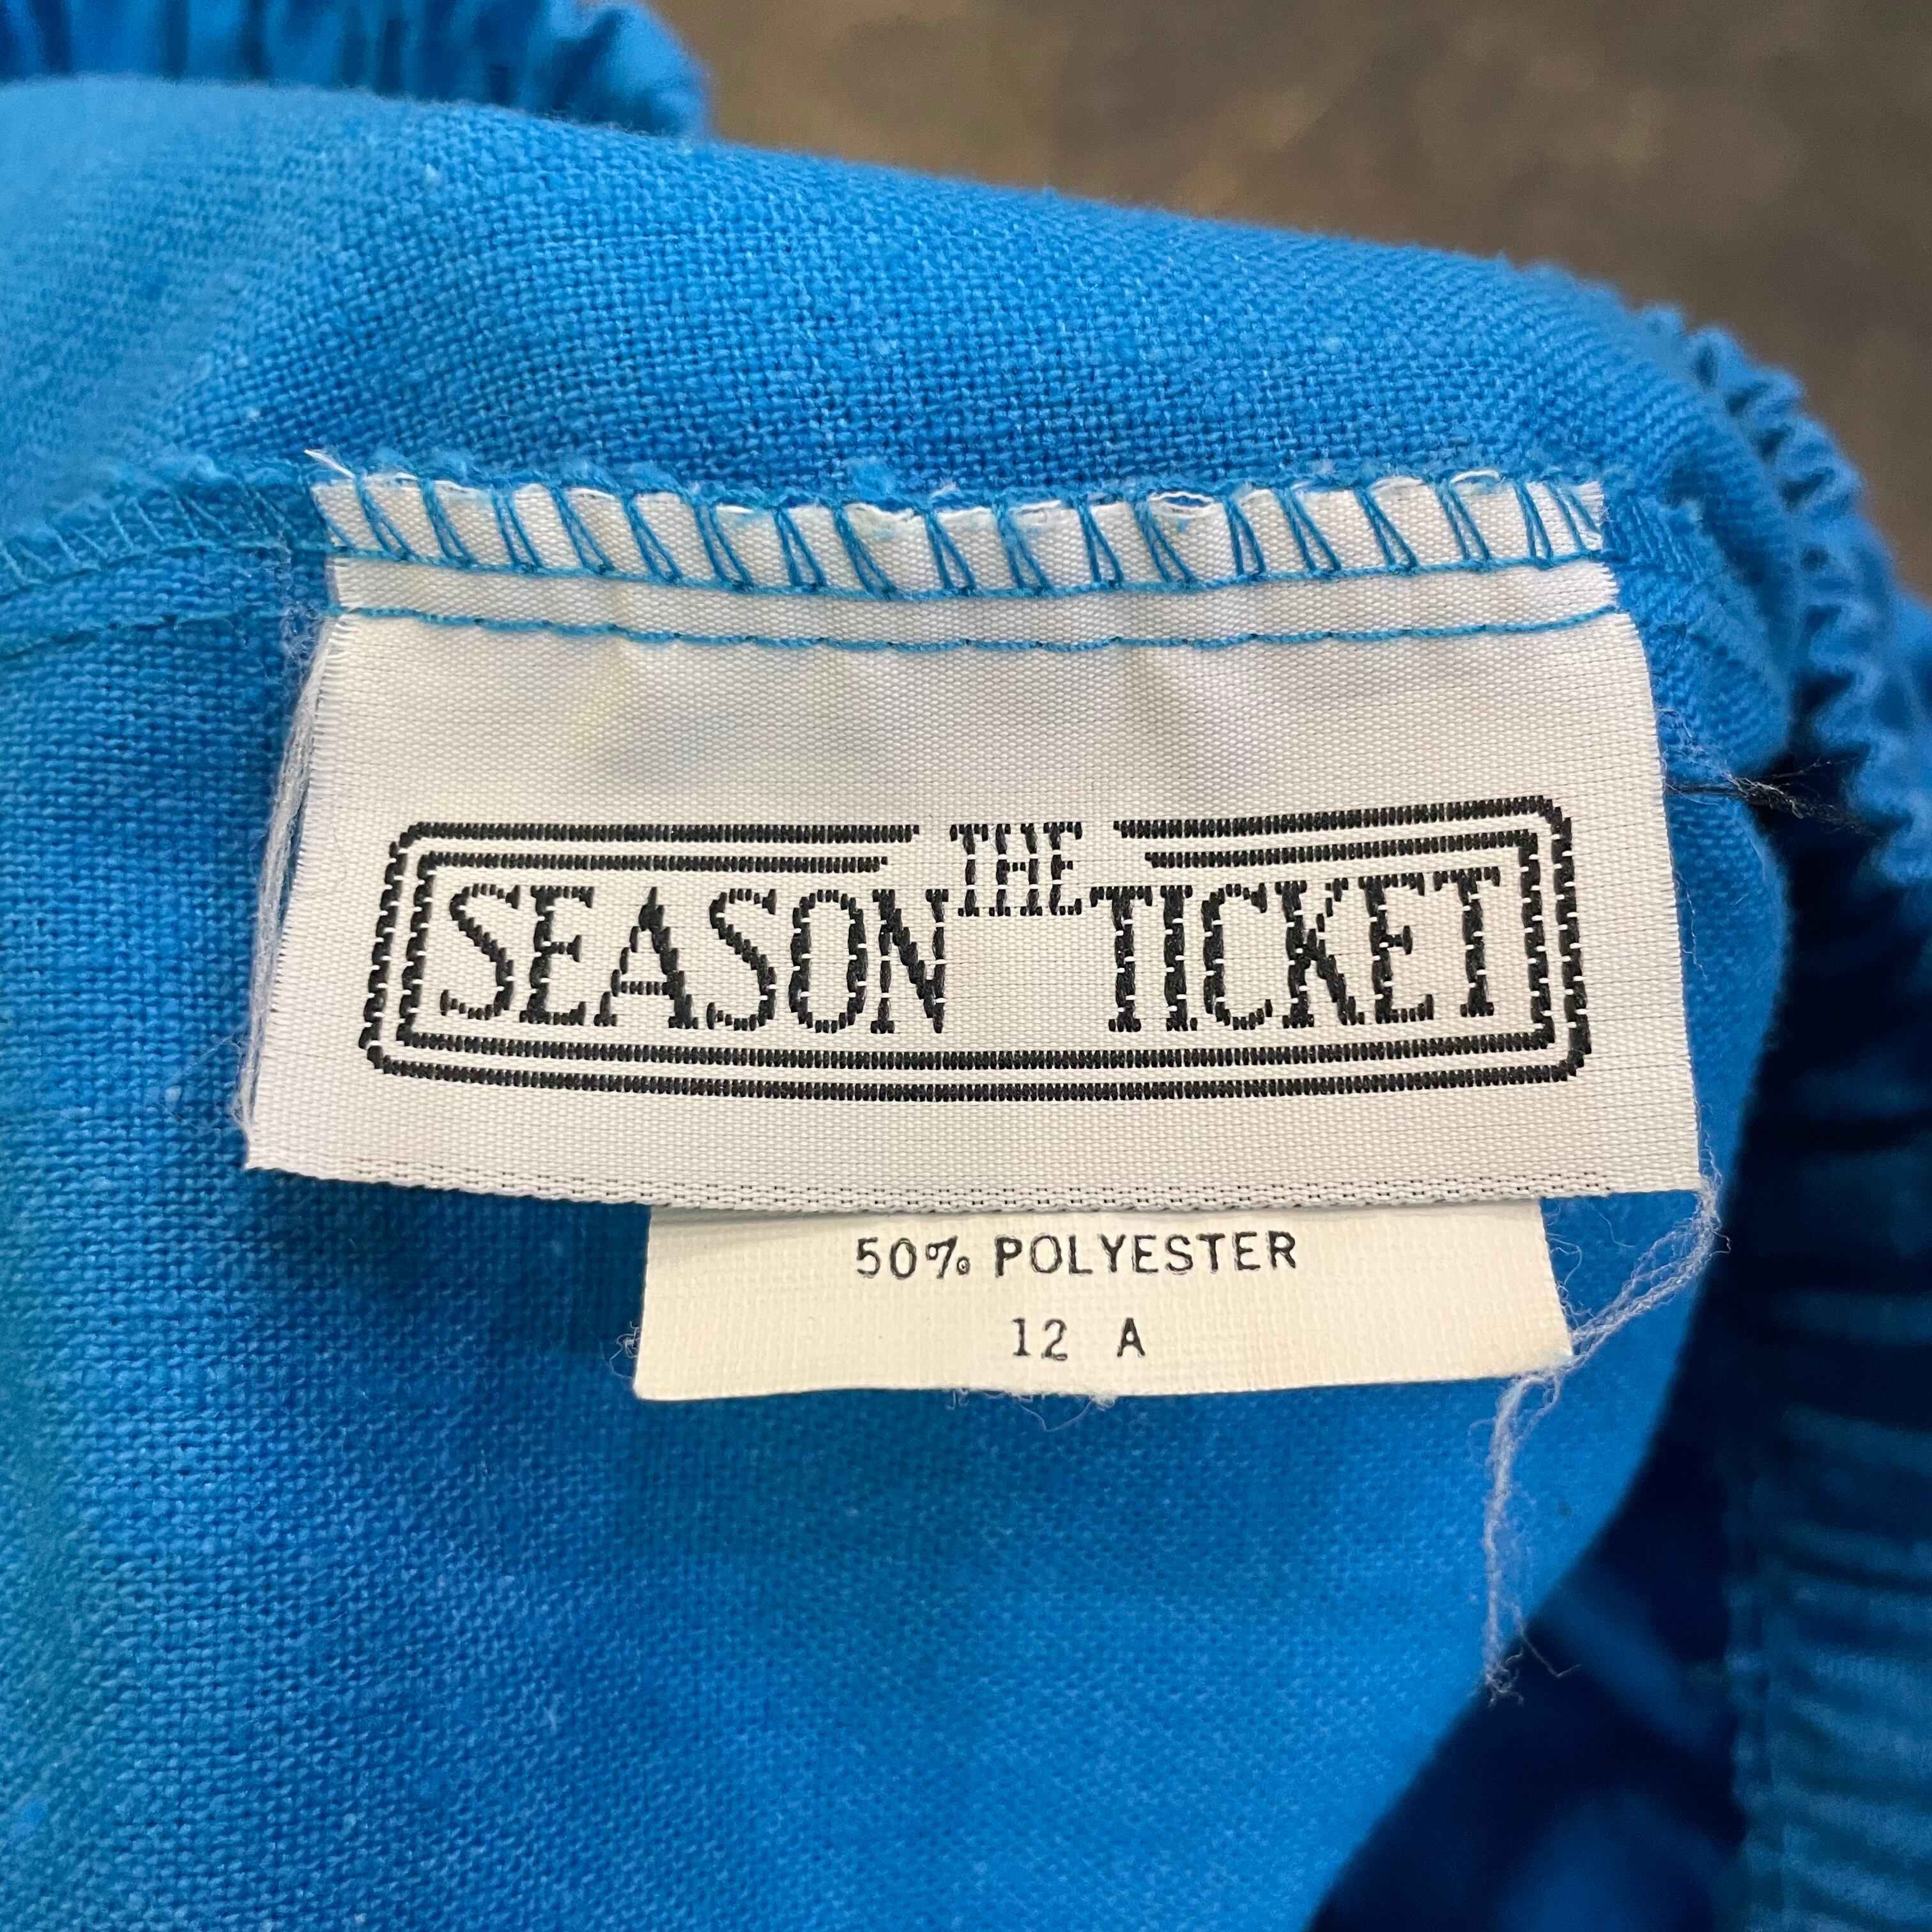 THE
SEASON TICKET
50% POLYESTER
12 A